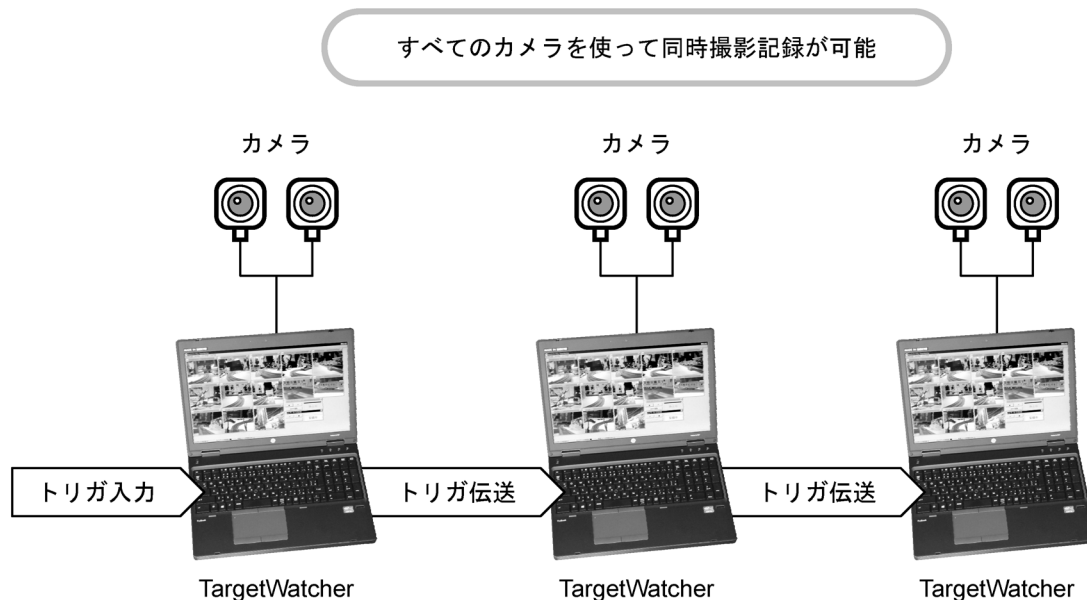 すべてのカメラを使って同時撮影記録が可能
カメラ
カメラ
カメラ
トリガ入力
トリガ伝送
トリガ伝送
TargetWatcher
TargetWatcher
TargetWatcher